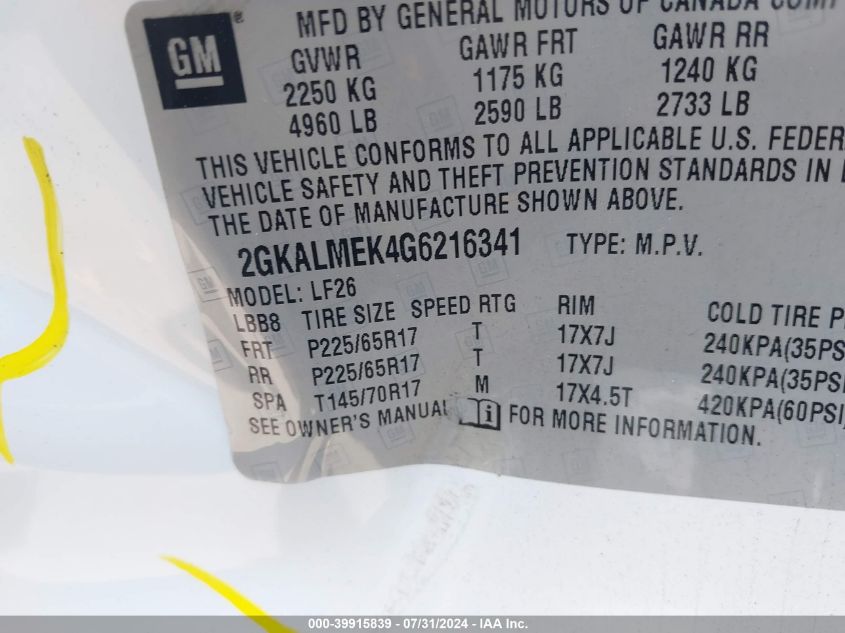 GM ®
MFD BY GENERAL MOTORS OF CANADA
GVWR GAWR FRT GAWR RR
2250 KG 1175 KG 1240 KG
4960 LB 2590 LB 2733 LB
THIS VEHICLE CONFORMS TO ALL APPLICABLE U.S. FEDER
VEHICLE SAFETY AND THEFT PREVENTION STANDARDS IN
THE DATE OF MANUFACTURE SHOWN ABOVE.
2GKALMEK4G6216341 TYPE: M.P.V.
MODEL: LF26
LBB8 TIRE SIZE SPEED RTG RIM COLD TIRE P
FRT P225/65R17 T 17X7J 240KPA(35PS
RR P225/65R17 T 17X7J 240KPA(35PSI
SPA T145/70R17 M 17X4.5T 420KPA(60PSI)
SEE OWNER'S MANUAL i FOR MORE INFORMATION.
000-39915839 - 07/31/2024 - IAA Inc.